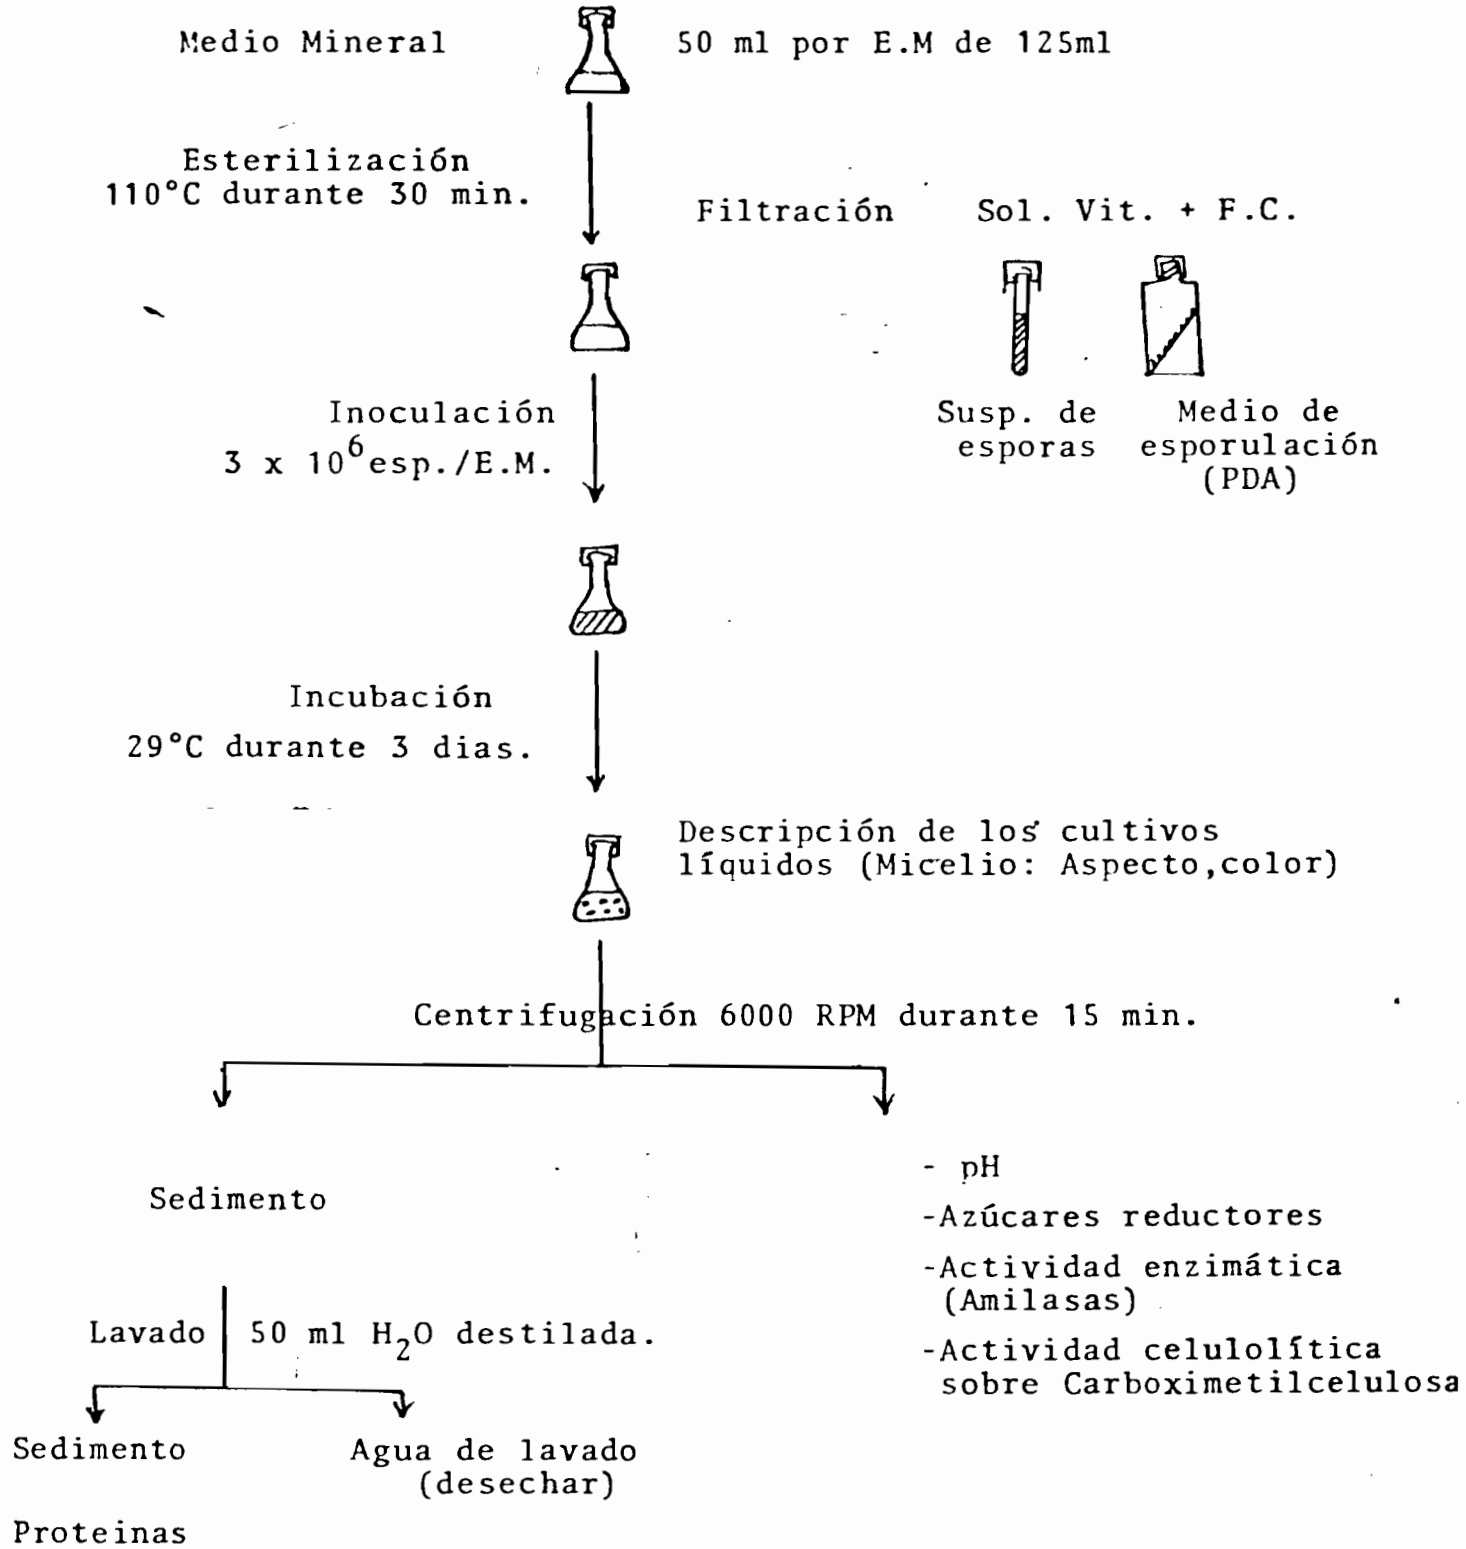 Medio Mineral
50 ml por E.M de 125ml
Esterilización
110°C durante 30 min.
Filtración
Sol. Vit. + F.C.
Susp. de
esporas
Medio de
esporulación
(PDA)
Inoculación
3 x 10⁶ esp./E.M.
Incubación
29°C durante 3 dias.
Descripción de los cultivos
líquidos (Micelio: Aspecto,color)
Centrifugación 6000 RPM durante 15 min.
Sedimento
- pH
-Azúcares reductores
-Actividad enzimática
(Amilasas)
-Actividad celulolítica
sobre Carboximetilcelulosa
Lavado
50 ml H₂O destilada.
Sedimento
Agua de lavado
(desechar)
Proteinas